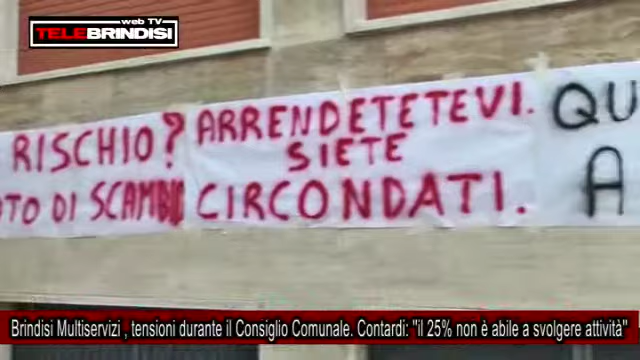 web TV
TELEBRINDISI
RISCHIO?
DI SCAMBIO
ARRENDETETEVI.
SIETE
CIRCONDATI.
QU
A
Brindisi Multiservizi , tensioni durante il Consiglio Comunale. Contardi: "il 25% non è abile a svolgere attività"